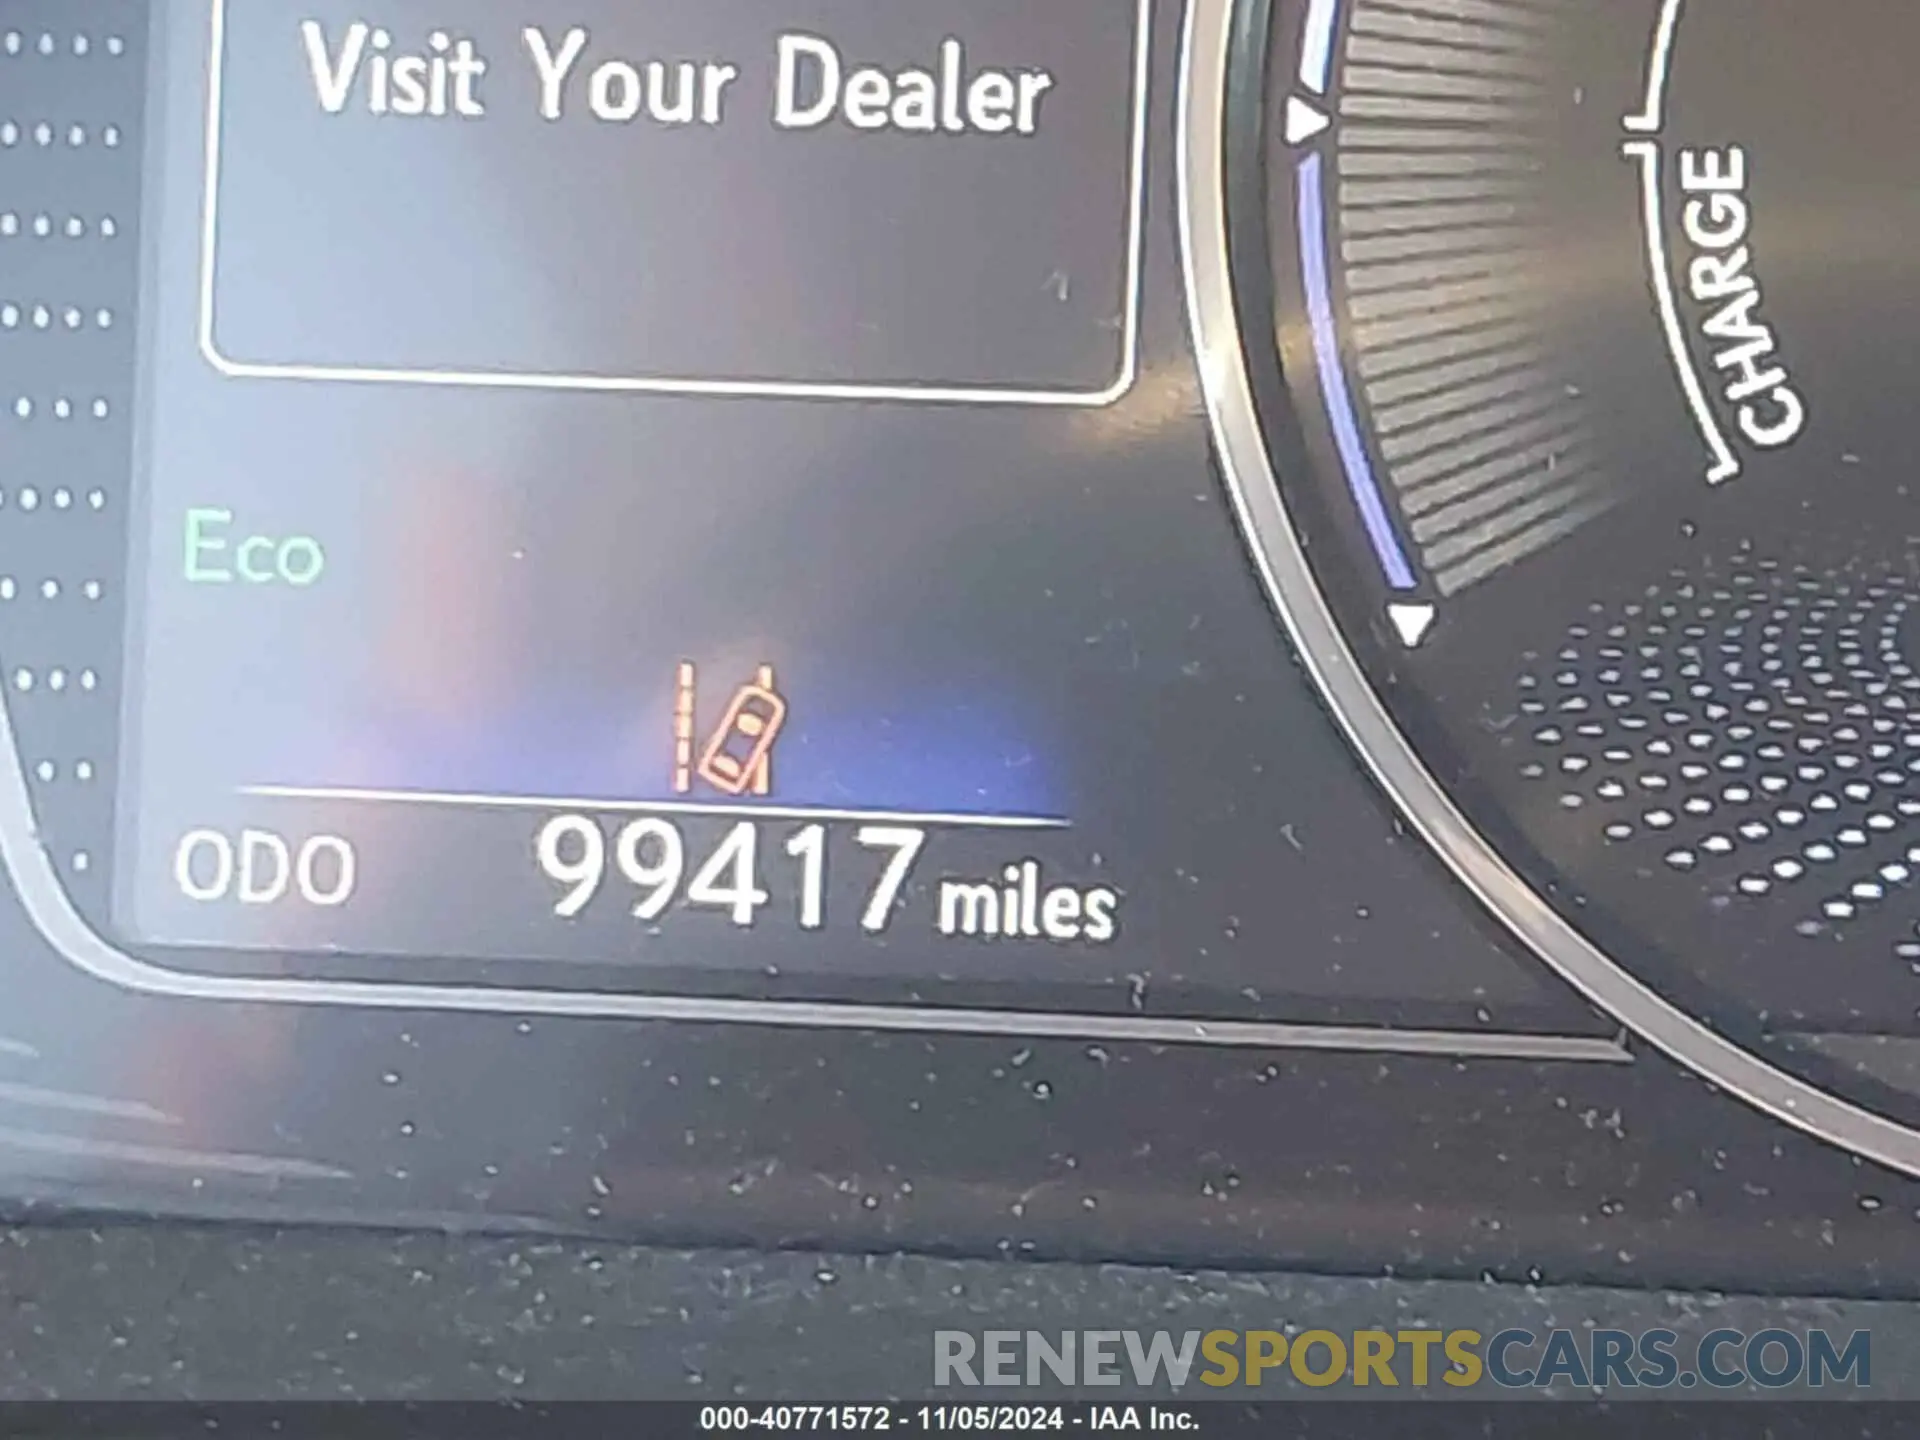 Visit Your Dealer
CHARGE
Eco
ODO 99417 miles
RENEWSPORTSCARS.COM
000-40771572 - 11/05/2024 - IAA Inc.